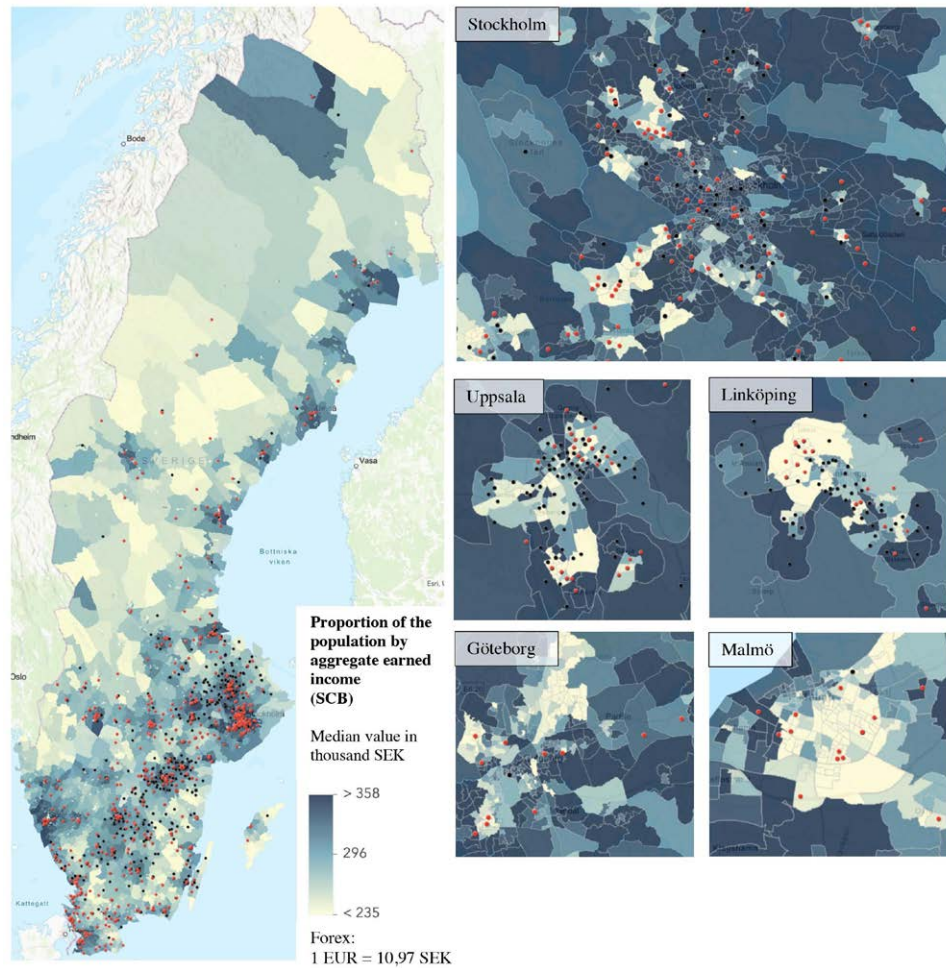 Stockholm
Bodø
Uppsala
Linköping
Vasa
SVERIGE
Bottniska
viken
Esri, U
Proportion of the
population by
aggregate earned
income
(SCB)
Median value in
thousand SEK
> 358
296
< 235
Forex:
1 EUR = 10,97 SEK
Oslo
Kattegatt
Göteborg
Malmö